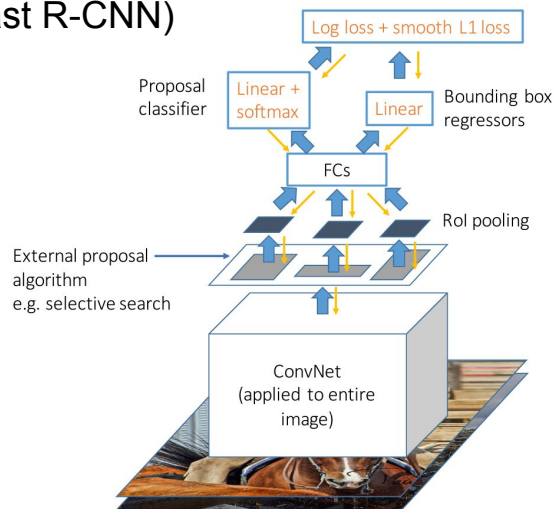 ast R-CNN)
Log loss + smooth L1 loss
Proposal
classifier
Linear +
softmax
Linear
Bounding box
regressors
FCs
RoI pooling
External proposal
algorithm
e.g. selective search
ConvNet
(applied to entire
image)